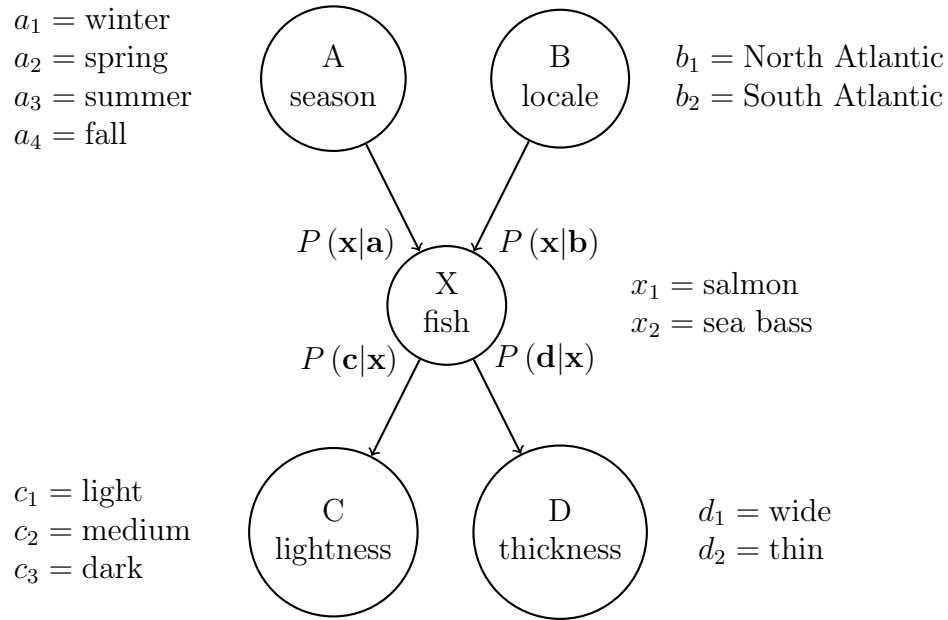 a₁ = winter
a₂ = spring
a₃ = summer
a₄ = fall
A
season
B
locale
b₁ = North Atlantic
b₂ = South Atlantic
P (x|a)
P (x|b)
X
fish
x₁ = salmon
x₂ = sea bass
P (c|x)
P (d|x)
c₁ = light
c₂ = medium
c₃ = dark
C
lightness
D
thickness
d₁ = wide
d₂ = thin